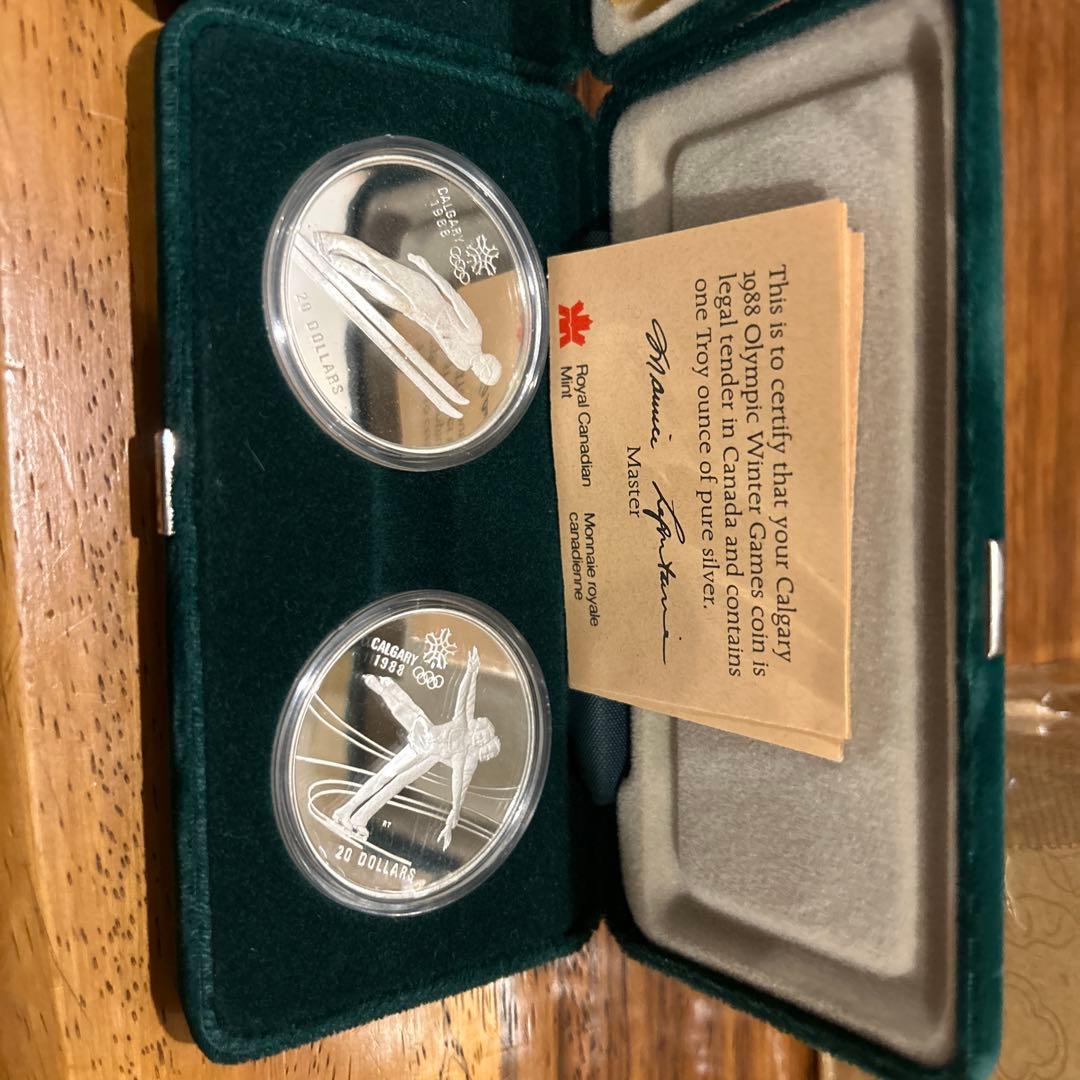 This is to certify that your Calgary
1988 Olympic Winter Games coin is
legal tender in Canada and contains
one Troy ounce of pure silver.
Master
Royal Canadian
Mint
Monnaie royale
canadienne
CALGARY
1988
20 DOLLARS
CALGARY
1988
RT
20 DOLLARS